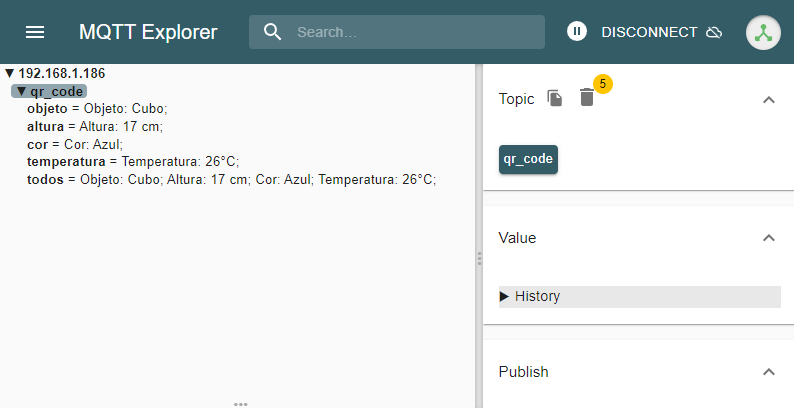 MQTT Explorer
Search...
DISCONNECT
▼ 192.168.1.186
▼ qr_code
objeto = Objeto: Cubo;
altura = Altura: 17 cm;
cor = Cor: Azul;
temperatura = Temperatura: 26°C;
todos = Objeto: Cubo; Altura: 17 cm; Cor: Azul; Temperatura: 26°C;
Topic 5
qr_code
Value
▶ History
Publish